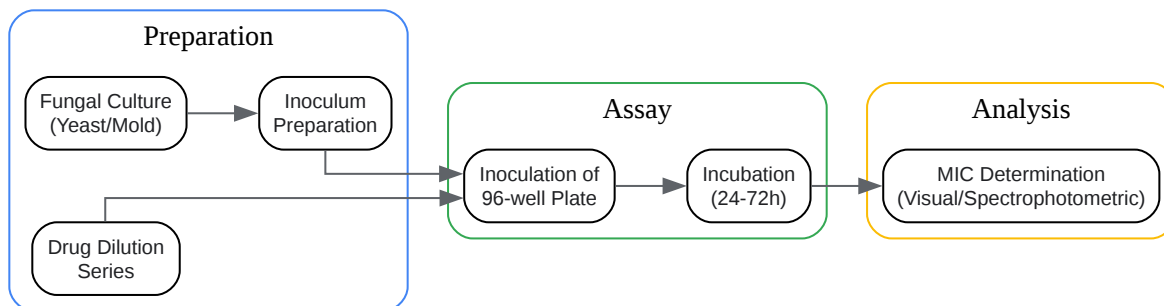 Preparation
Fungal Culture
(Yeast/Mold)
Inoculum
Preparation
Drug Dilution
Series
Assay
Inoculation of
96-well Plate
Incubation
(24-72h)
Analysis
MIC Determination
(Visual/Spectrophotometric)